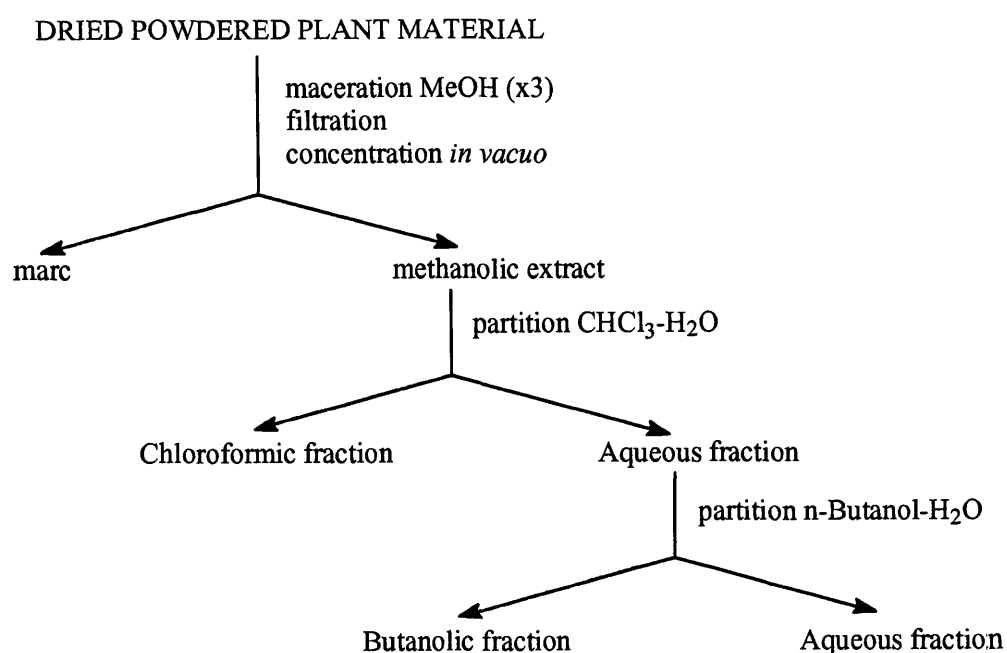 DRIED POWDERED PLANT MATERIAL
maceration MeOH (x3)
filtration
concentration in vacuo
marc
methanolic extract
partition CHCl3-H2O
Chloroformic fraction
Aqueous fraction
partition n-Butanol-H2O
Butanolic fraction
Aqueous fraction